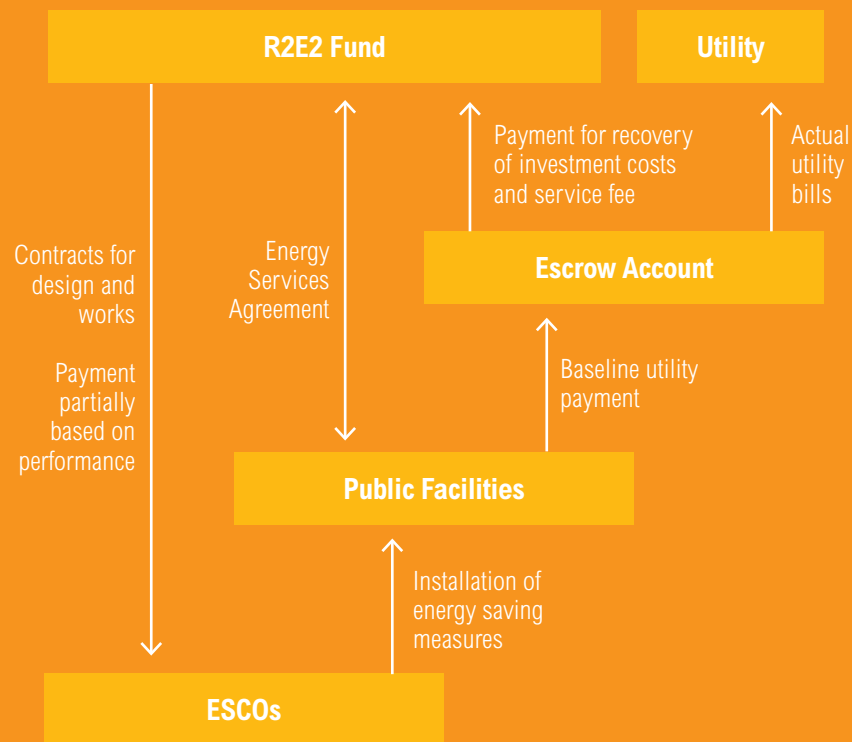 R2E2 Fund
Utility
Payment for recovery
of investment costs
and service fee
Actual
utility
bills
Contracts for
design and
works
Energy
Services
Agreement
Escrow Account
Payment
partially
based on
performance
Baseline utility
payment
Public Facilities
Installation of
energy saving
measures
ESCOs